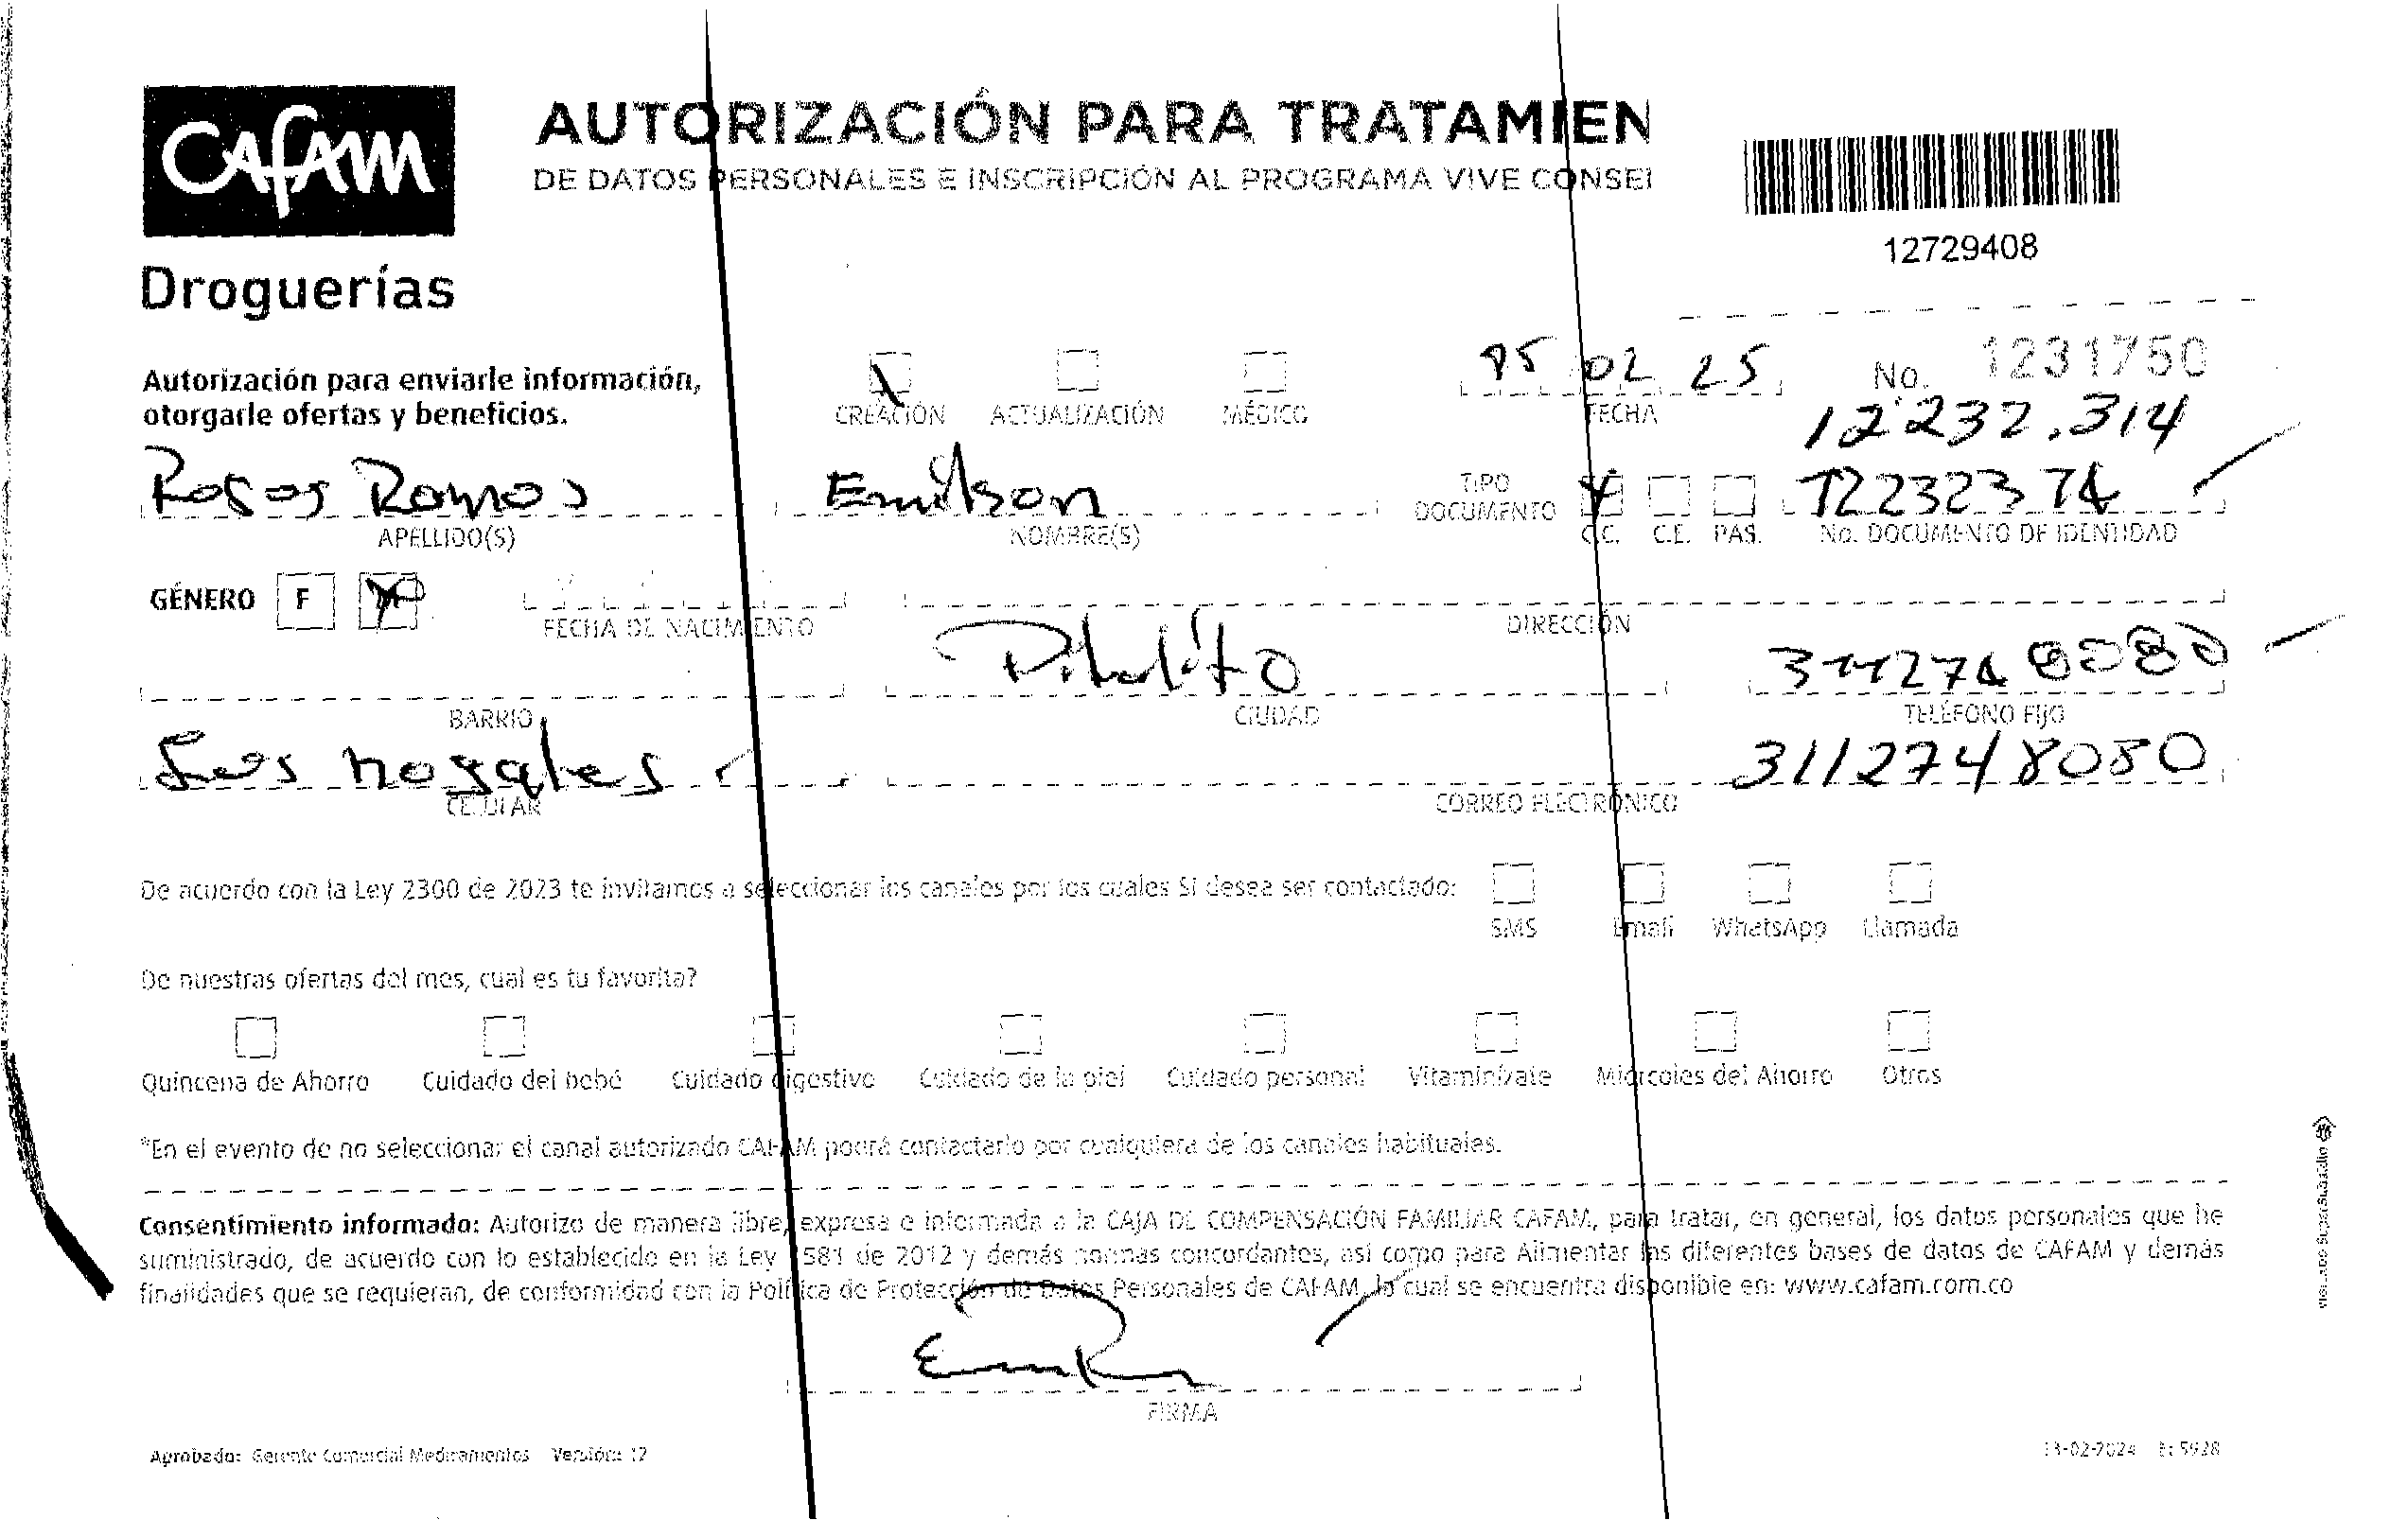 CAFAM
Droguerías
AUTORIZACIÓN PARA TRATAMIEN
DE DATOS PERSONALES E INSCRIPCIÓN AL PROGRAMA VIVE CONSEI
12729408
Autorización para enviarle información,
otorgarle ofertas y beneficios.
CREACIÓN ACTUALIZACIÓN MÉDICO
05 02 25
FECHA
No. 1231750
12.232.314
Ramos Emilson
12232374
APELLIDO(S) NOMBRE(S) TIPO DOCUMENTO C.C. C.E. PAS. No. DOCUMENTO DE IDENTIDAD
GÉNERO F
FECHA DE NACIMIENTO DIRECCIÓN
Pitalito 3112748080
BARRIO CIUDAD TELÉFONO FIJO
Los nogales 3112748080
CELULAR CORREO ELECTRÓNICO
De acuerdo con la Ley 2300 de 2023 te invitamos a seleccionar los canales por los cuales SI desea ser contactado:
SMS Email WhatsApp Llamada
De nuestras ofertas del mes, cual es tu favorita?
Quincena de Ahorro Cuidado del bebé Cuidado digestivo Cuidado de la piel Cuidado personal Vitaminízate Miércoles del Ahorro Otros
*En el evento de no seleccionar el canal autorizado CAFAM podrá contactarlo por cualquiera de los canales habituales.
Consentimiento informado: Autorizo de manera libre, expresa e informada a la CAJA DE COMPENSACIÓN FAMILIAR CAFAM, para tratar, en general, los datos personales que he
suministrado, de acuerdo con lo establecido en la Ley 1581 de 2012 y demás normas concordantes, así como para Alimentar las diferentes bases de datos de CAFAM y demás
finalidades que se requieran, de conformidad con la Política de Protección de Datos Personales de CAFAM, la cual se encuentra disponible en: www.cafam.com.co
FIRMA
Aprobado: Gerente Comercial Medicamentos Versión: 12
13-02-2024 E: 5928